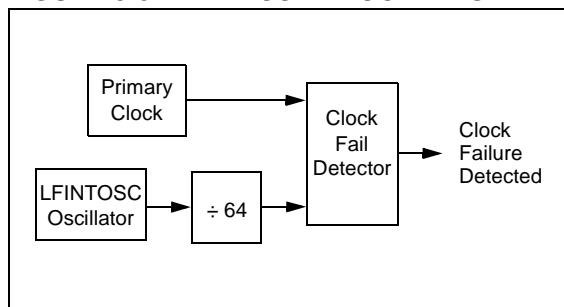 Primary
Clock
LFINTOSC
Oscillator
÷ 64
Clock
Fail
Detector
Clock
Failure
Detected